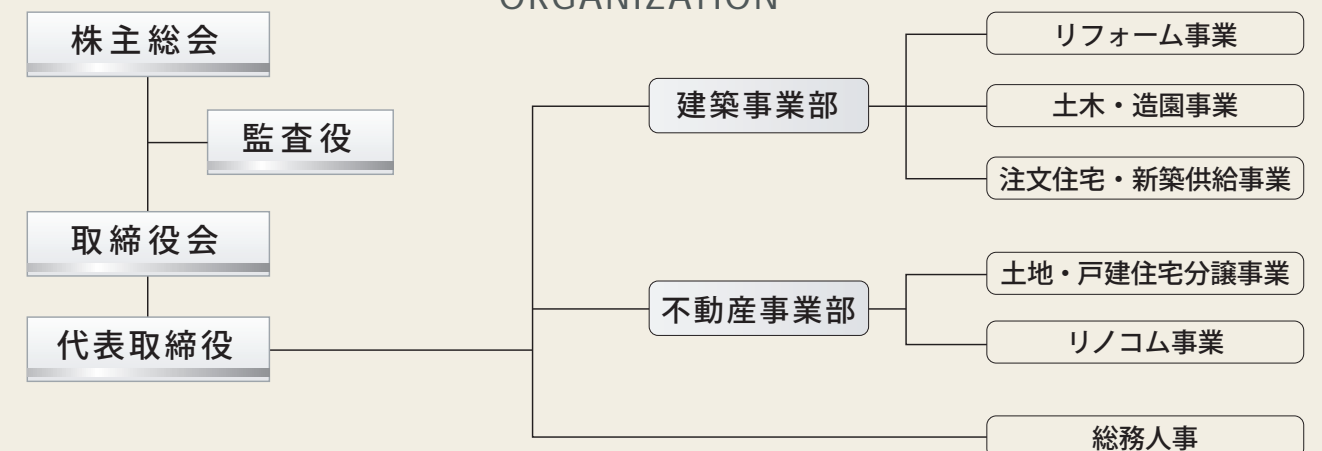 ORGANIZATION
株主総会
監査役
取締役会
代表取締役
建築事業部
リフォーム事業
土木・造園事業
注文住宅・新築供給事業
不動産事業部
土地・戸建住宅分譲事業
リノコム事業
総務人事